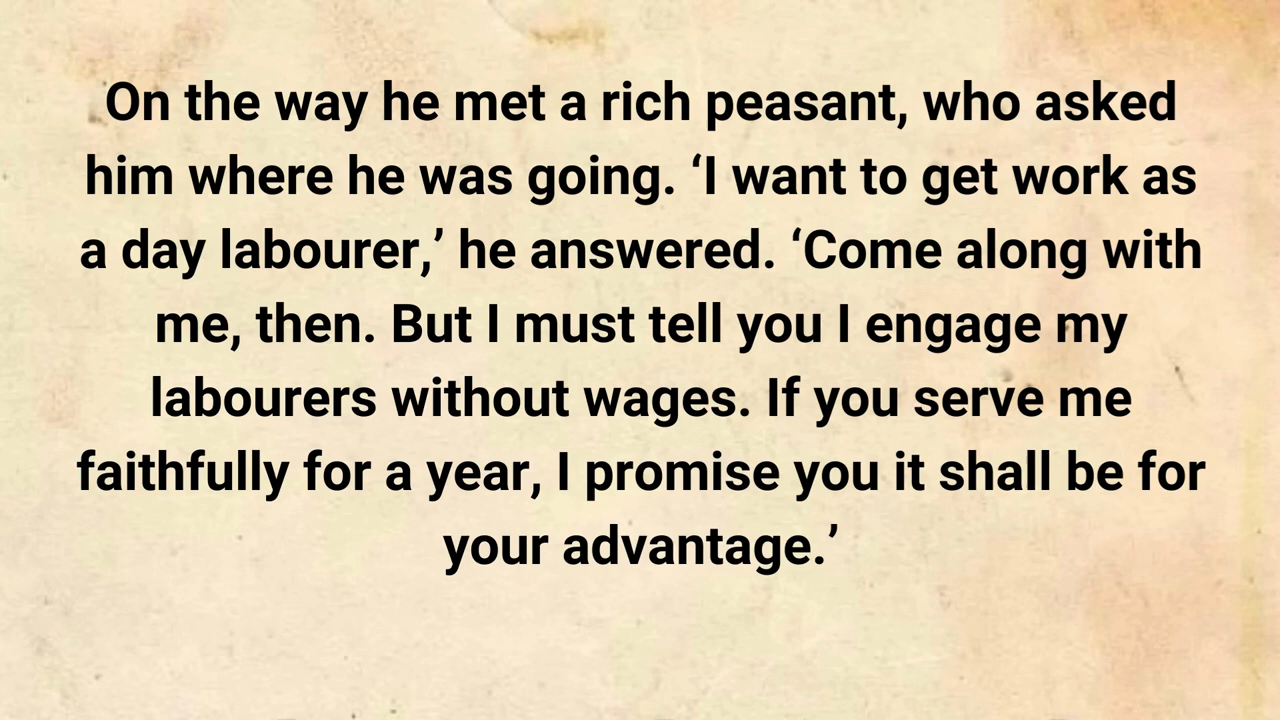 On the way he met a rich peasant, who asked
him where he was going. ‘I want to get work as
a day labourer,’ he answered. ‘Come along with
me, then. But I must tell you I engage my
labourers without wages. If you serve me
faithfully for a year, I promise you it shall be for
your advantage.’